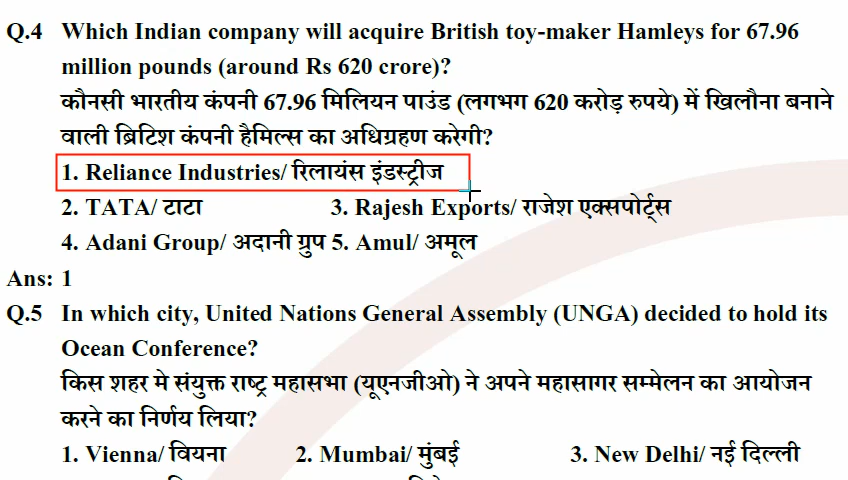 Q.4 Which Indian company will acquire British toy-maker Hamleys for 67.96
million pounds (around Rs 620 crore)?
कौनसी भारतीय कंपनी 67.96 मिलियन पाउंड (लगभग 620 करोड़ रुपये) में खिलौना बनाने
वाली ब्रिटिश कंपनी हैमिल्स का अधिग्रहण करेगी?
1. Reliance Industries/ रिलायंस इंडस्ट्रीज
2. TATA/ टाटा 3. Rajesh Exports/ राजेश एक्सपोर्ट्स
4. Adani Group/ अदानी ग्रुप 5. Amul/ अमूल
Ans: 1
Q.5 In which city, United Nations General Assembly (UNGA) decided to hold its
Ocean Conference?
किस शहर मे संयुक्त राष्ट्र महासभा (यूएनजीओ) ने अपने महासागर सम्मेलन का आयोजन
करने का निर्णय लिया?
1. Vienna/ वियना 2. Mumbai/ मुंबई 3. New Delhi/ नई दिल्ली